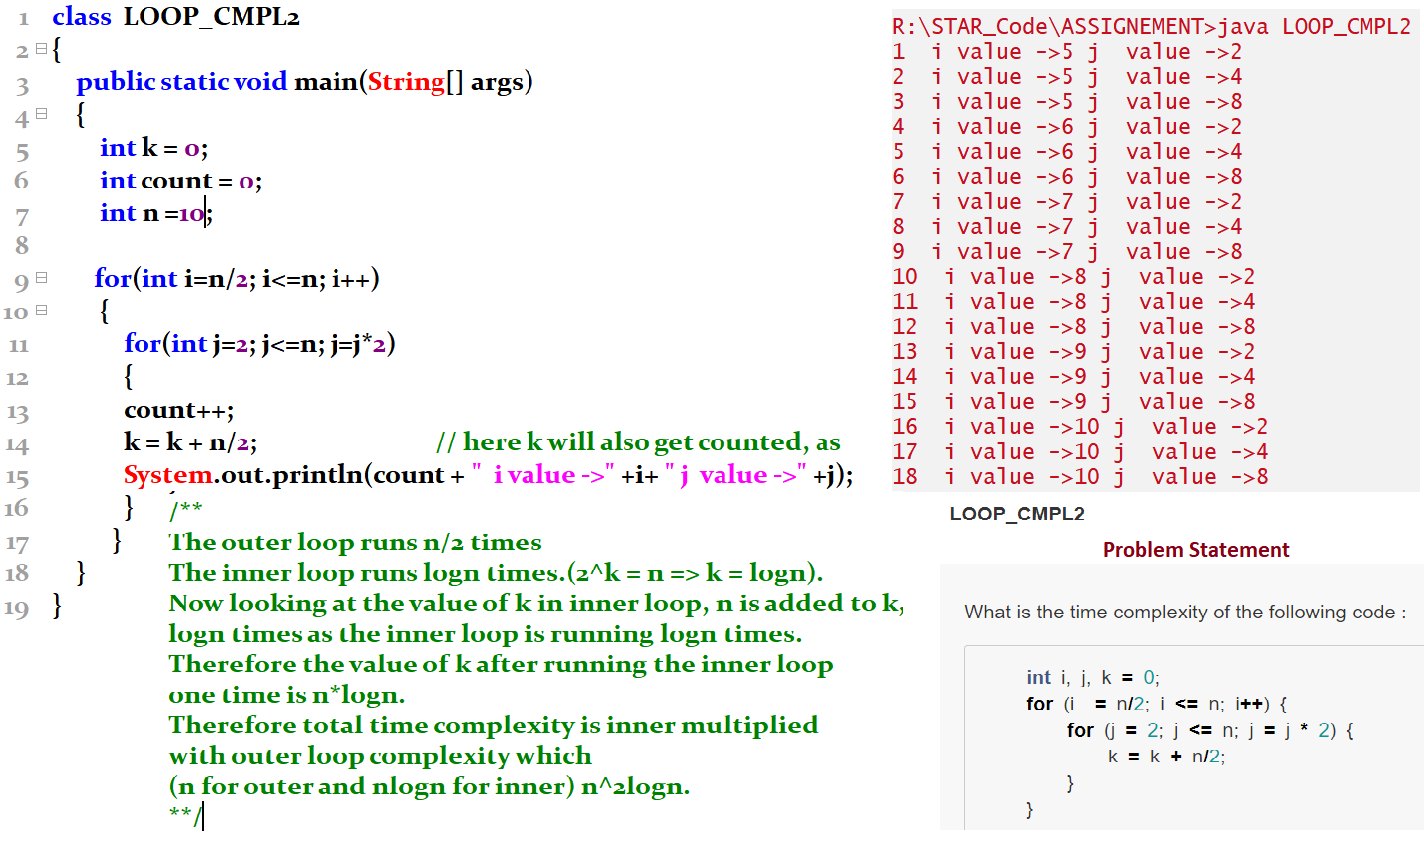 1 class LOOP_CMPL2
2 {
3 public static void main(String[] args)
4 {
5 int k = 0;
6 int count = 0;
7 int n =10;
8
9 for(int i=n/2; i<=n; i++)
10 {
11 for(int j=2; j<=n; j=j*2)
12 {
13 count++;
14 k = k + n/2; // here k will also get counted, as
15 System.out.println(count + "  i value ->" +i+ " j  value ->" +j);
16 }
17 }
18 }
19 }
/**
The outer loop runs n/2 times
The inner loop runs logn times.(2^k = n => k = logn).
Now looking at the value of k in inner loop, n is added to k,
logn times as the inner loop is running logn times.
Therefore the value of k after running the inner loop
one time is n*logn.
Therefore total time complexity is inner multiplied
with outer loop complexity which
(n for outer and nlogn for inner) n^2logn.
**/
R:\STAR_Code\ASSIGNEMENT>java LOOP_CMPL2
1  i value ->5 j  value ->2
2  i value ->5 j  value ->4
3  i value ->5 j  value ->8
4  i value ->6 j  value ->2
5  i value ->6 j  value ->4
6  i value ->6 j  value ->8
7  i value ->7 j  value ->2
8  i value ->7 j  value ->4
9  i value ->7 j  value ->8
10  i value ->8 j  value ->2
11  i value ->8 j  value ->4
12  i value ->8 j  value ->8
13  i value ->9 j  value ->2
14  i value ->9 j  value ->4
15  i value ->9 j  value ->8
16  i value ->10 j  value ->2
17  i value ->10 j  value ->4
18  i value ->10 j  value ->8
LOOP_CMPL2
Problem Statement
What is the time complexity of the following code :
int i, j, k = 0;
for (i  = n/2; i <= n; i++) {
for (j = 2; j <= n; j = j * 2) {
k = k + n/2;
}
}